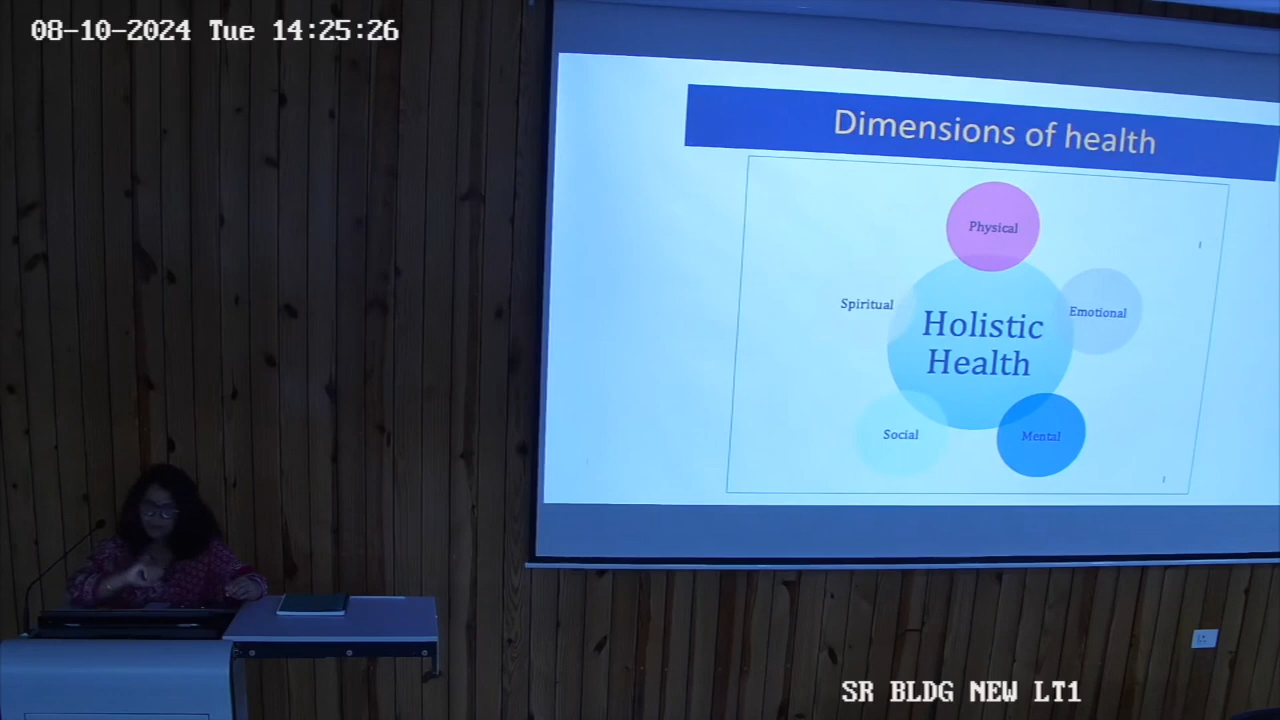 08-10-2024 Tue 14:25:26
Dimensions of health
Physical
Spiritual
Emotional
Holistic
Health
Social
Mental
SR BLDG NEW LT1